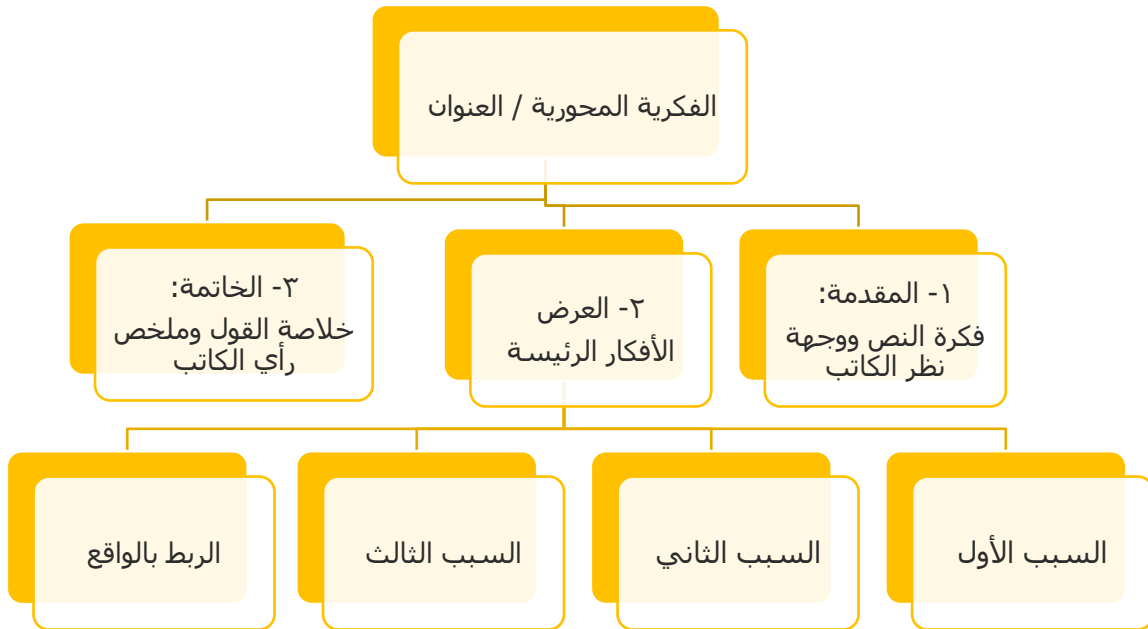 الفكرية المحورية / العنوان
١- المقدمة:
فكرة النص ووجهة
نظر الكاتب
٢- العرض
الأفكار الرئيسة
٣- الخاتمة:
خلاصة القول وملخص
رأي الكاتب
السبب الأول
السبب الثاني
السبب الثالث
الربط بالواقع